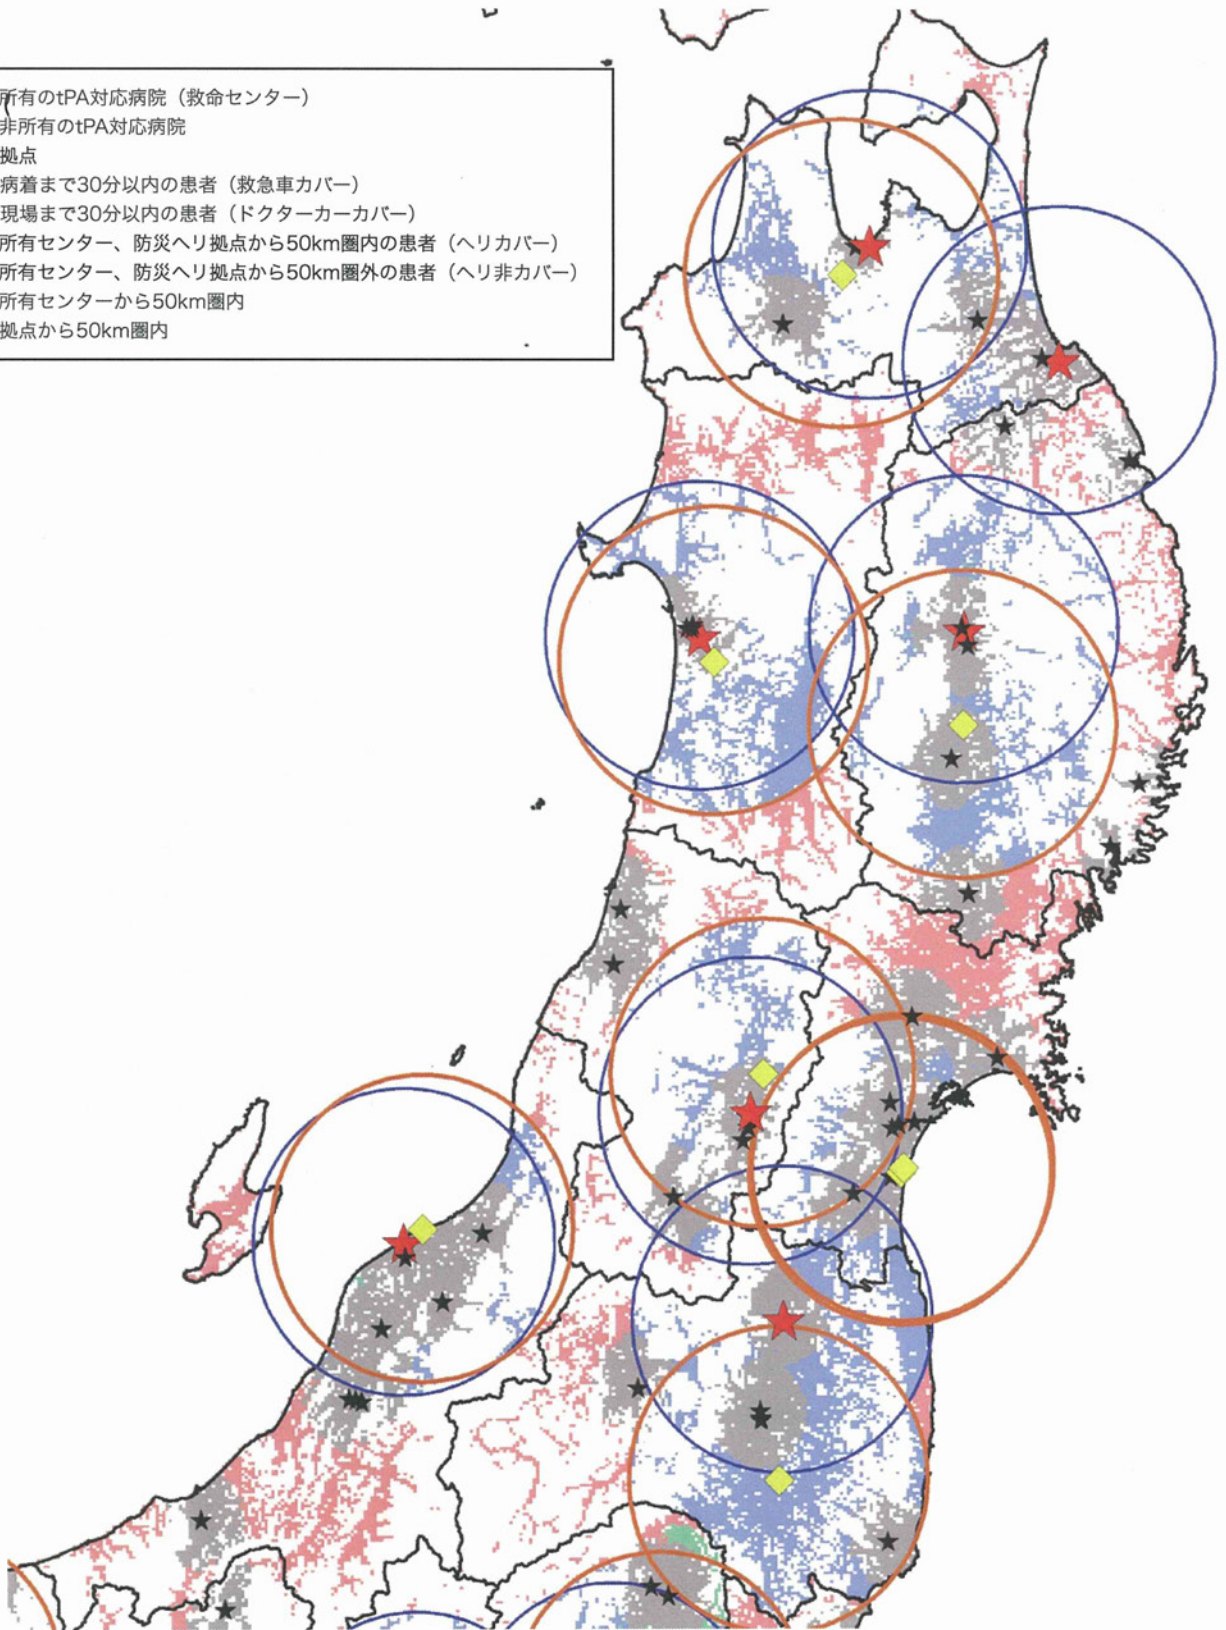 所有のtPA対応病院（救命センター）
非所有のtPA対応病院
拠点
病着まで30分以内の患者（救急車カバー）
現場まで30分以内の患者（ドクターカーカバー）
所有センター、防災ヘリ拠点から50km圏内の患者（ヘリカバー）
所有センター、防災ヘリ拠点から50km圏外の患者（ヘリ非カバー）
所有センターから50km圏内
拠点から50km圏内